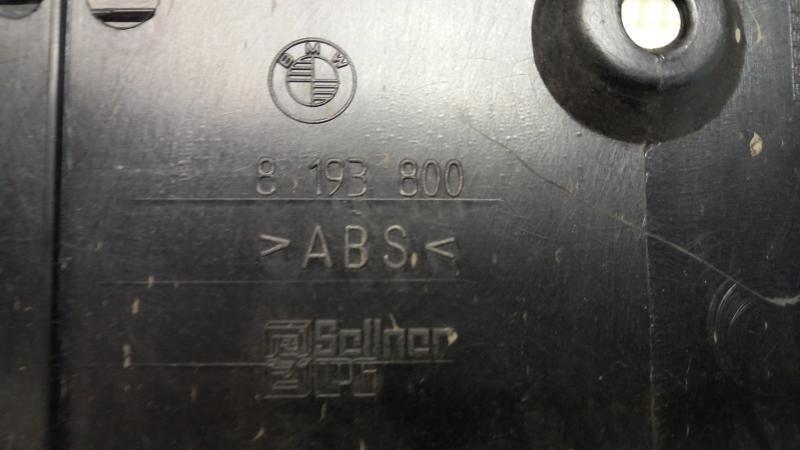 BMW
8 193 800
>ABS<
Sellner